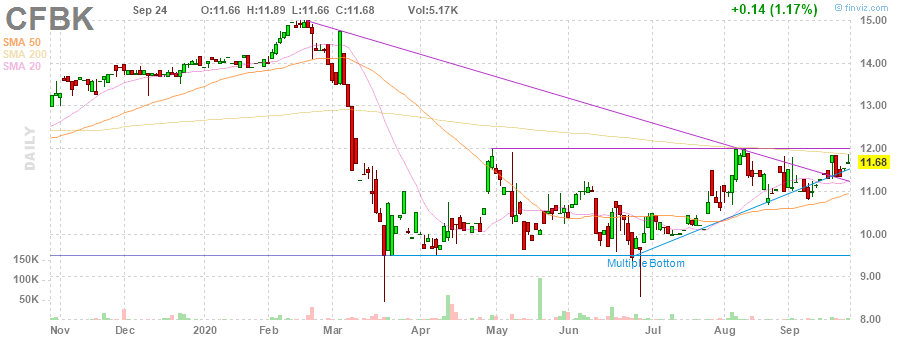 CFBK
Sep 24 O:11.66 H:11.89 L:11.66 C:11.68 Vol:5.17K +0.14 (1.17%) © finviz.com
SMA 50
SMA 200
SMA 20
DAILY
15.00
14.00
13.00
12.00
11.68
11.00
10.00
9.00
8.00
150K
100K
50K
Multiple Bottom
Nov Dec 2020 Feb Mar Apr May Jun Jul Aug Sep